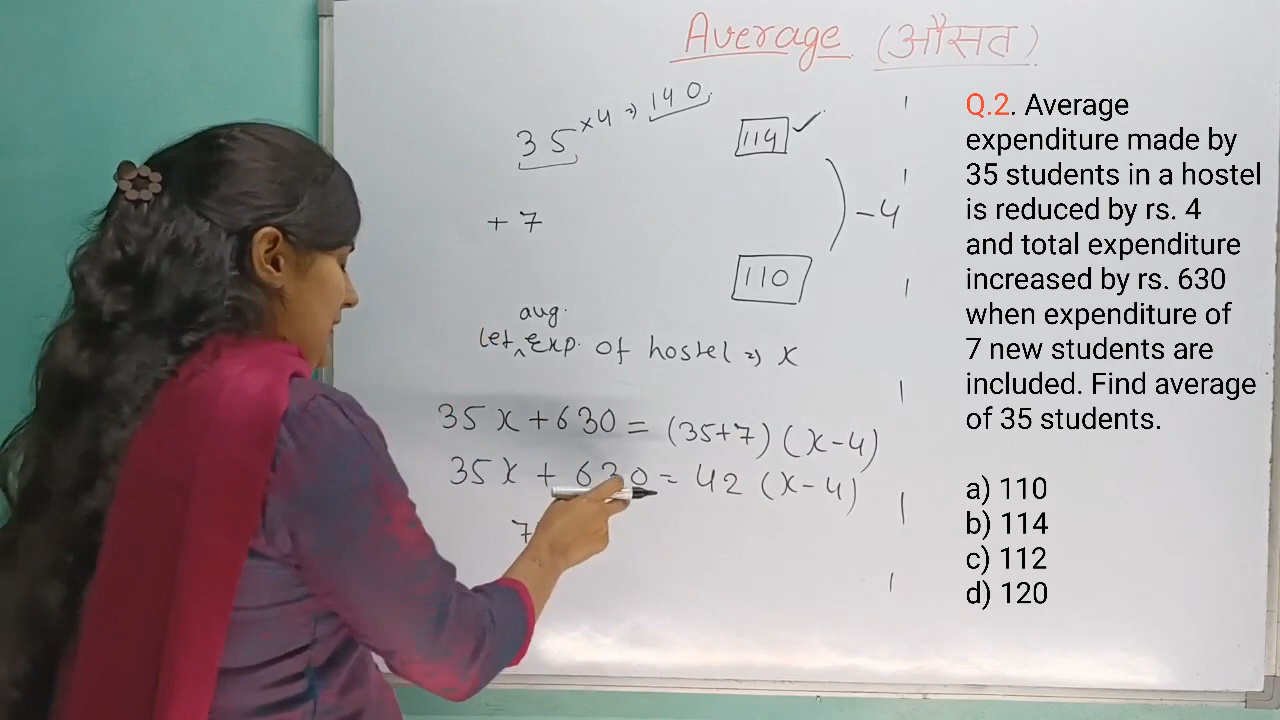 Average (औसत)
35 ×4 ⇒ 140
114 ✓
+ 7
-4
110
avg.
let ^ Exp. of hostel ⇒ x
35 x + 630 = (35+7) (x-4)
35x + 630 = 42 (x-4)
7
Q.2. Average
expenditure made by
35 students in a hostel
is reduced by rs. 4
and total expenditure
increased by rs. 630
when expenditure of
7 new students are
included. Find average
of 35 students.
a) 110
b) 114
c) 112
d) 120